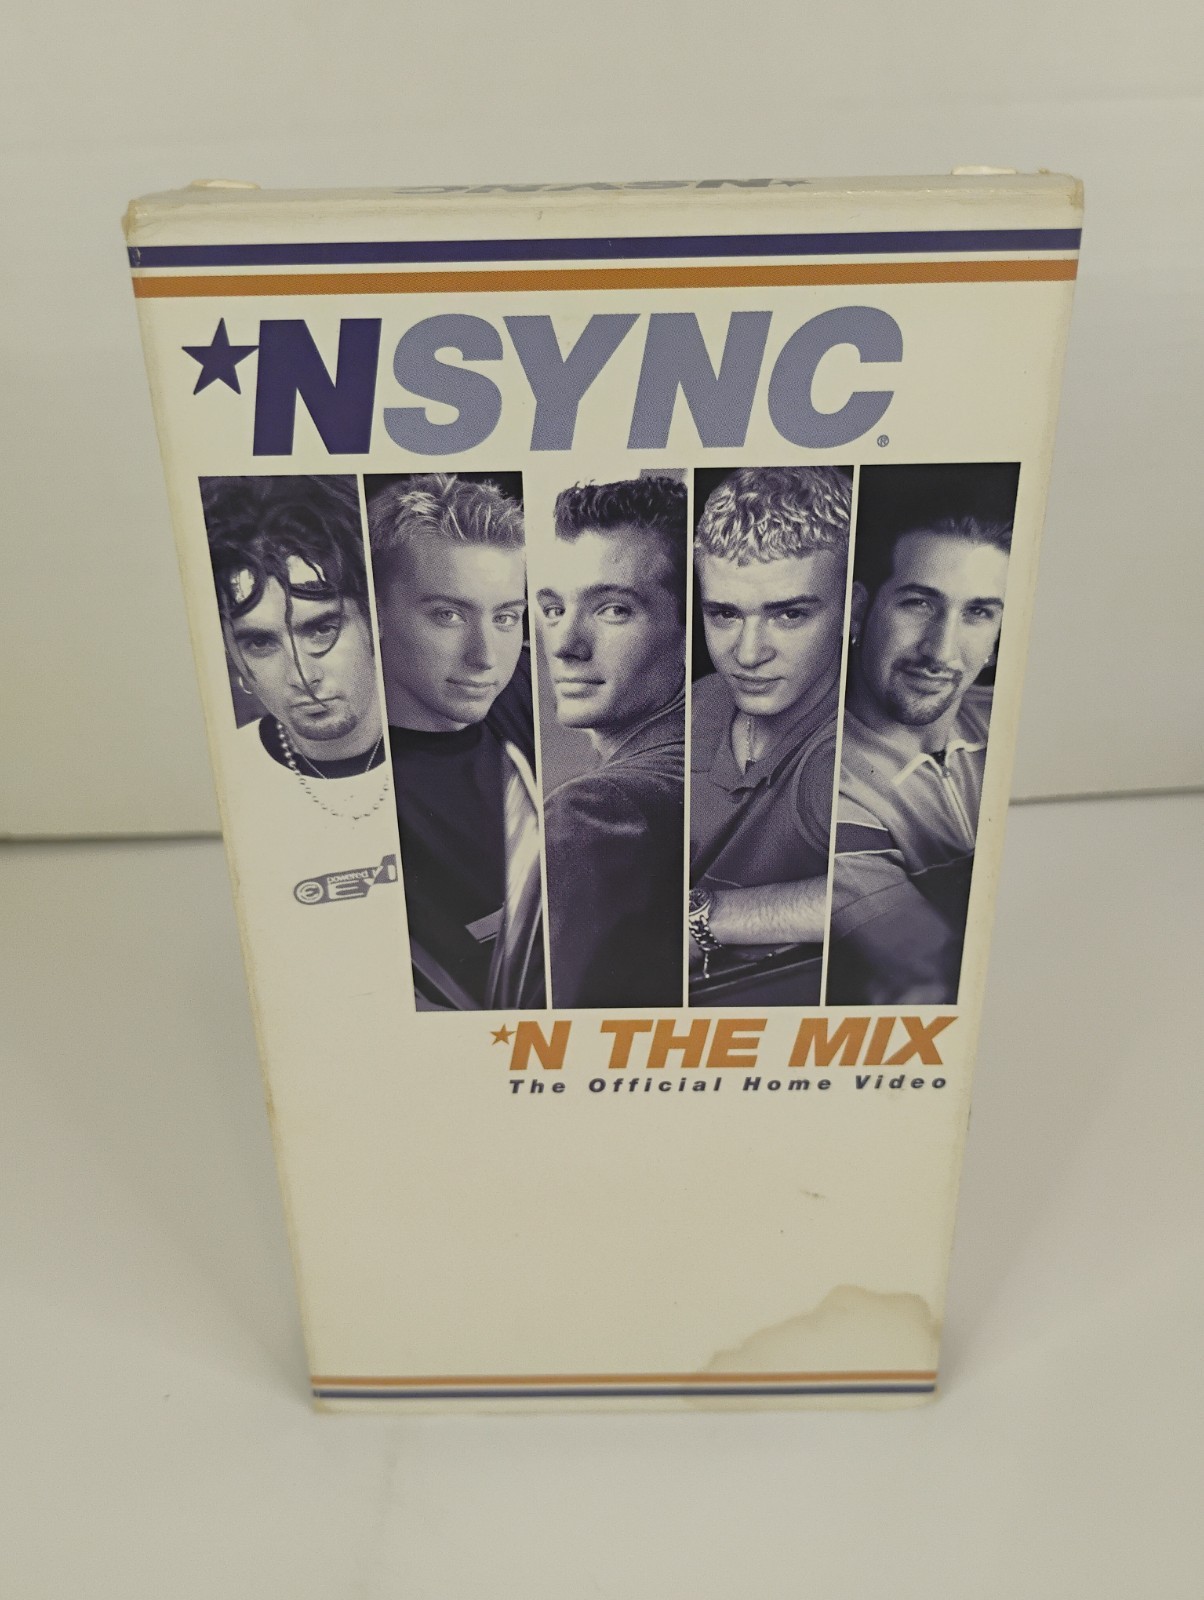 *NSYNC
*NSYNC®
powered
*N THE MIX
The Official Home Video